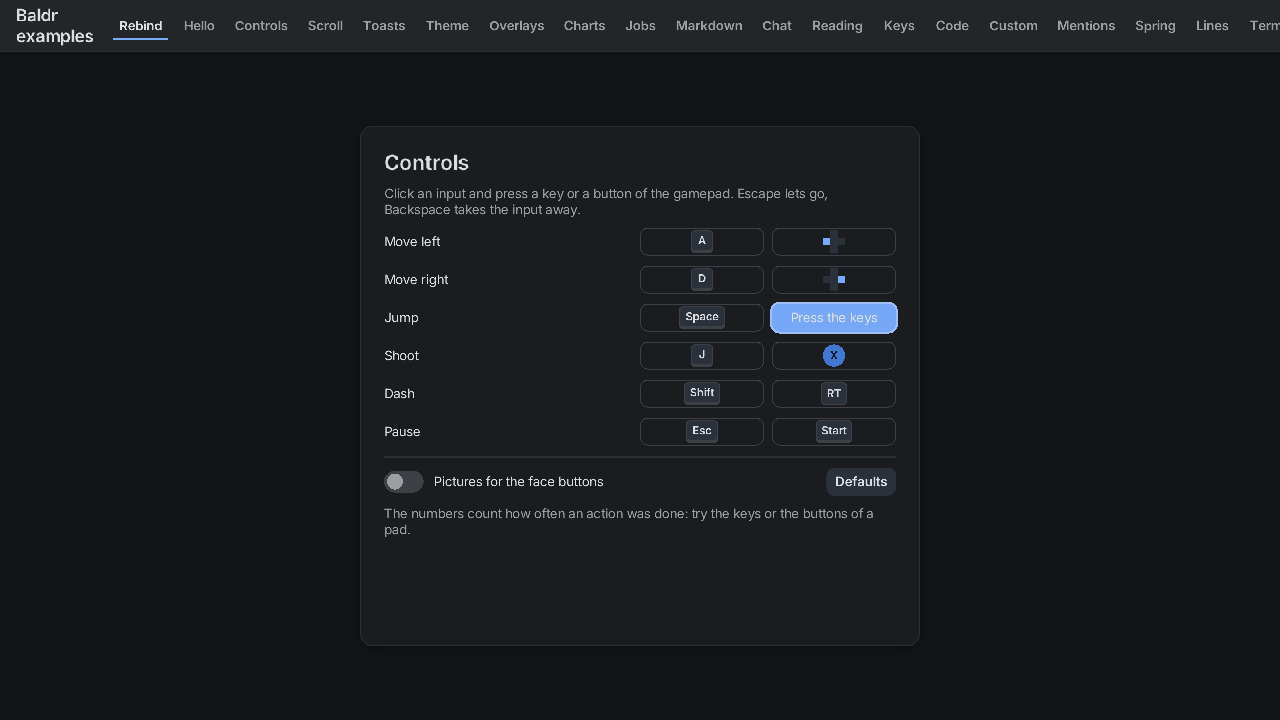 Baldr examples
Rebind Hello Controls Scroll Toasts Theme Overlays Charts Jobs Markdown Chat Reading Keys Code Custom Mentions Spring Lines
Controls
Click an input and press a key or a button of the gamepad. Escape lets go,
Backspace takes the input away.
Move left A
Move right D
Jump Space Press the keys
Shoot J X
Dash Shift RT
Pause Esc Start
Pictures for the face buttons Defaults
The numbers count how often an action was done: try the keys or the buttons of a
pad.